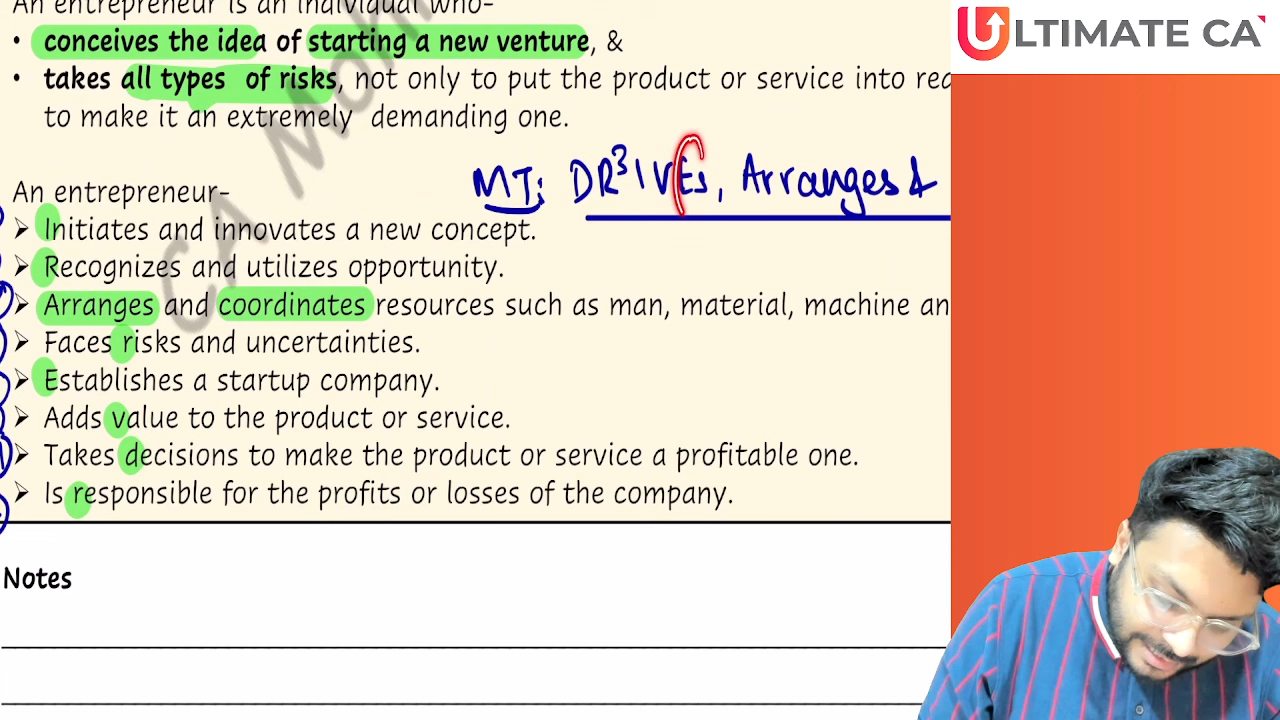 An entrepreneur is an individual who-
• conceives the idea of starting a new venture, &
• takes all types of risks, not only to put the product or service into rea
to make it an extremely demanding one.
MT: DR³IVEs, Arranges &
An entrepreneur-
➤ Initiates and innovates a new concept.
➤ Recognizes and utilizes opportunity.
➤ Arranges and coordinates resources such as man, material, machine an
➤ Faces risks and uncertainties.
➤ Establishes a startup company.
➤ Adds value to the product or service.
➤ Takes decisions to make the product or service a profitable one.
➤ Is responsible for the profits or losses of the company.
Notes
ULTIMATE CA